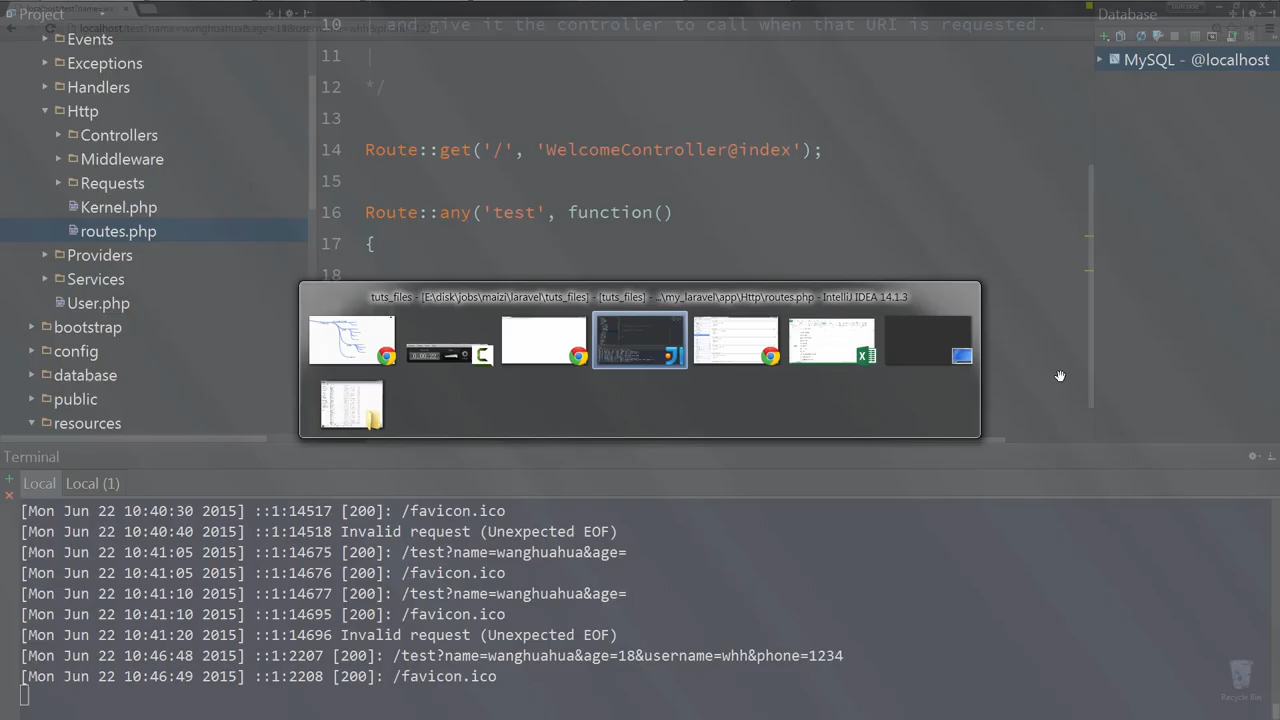 Project
Events
Exceptions
Handlers
Http
Controllers
Middleware
Requests
Kernel.php
routes.php
Providers
Services
User.php
bootstrap
config
database
public
resources
10 and give it the controller to call when that URI is requested.
11
12 */
13
14 Route::get('/', 'WelcomeController@index');
15
16 Route::any('test', function()
17 {
18
Database
MySQL - @localhost
tuts_files - [E:\disk\jobs\maizi\laravel\tuts_files] - [tuts_files] - ...\my_laravel\app\Http\routes.php - IntelliJ IDEA 14.1.3
0:00:22
Terminal
Local Local (1)
[Mon Jun 22 10:40:30 2015] ::1:14517 [200]: /favicon.ico
[Mon Jun 22 10:40:40 2015] ::1:14518 Invalid request (Unexpected EOF)
[Mon Jun 22 10:41:05 2015] ::1:14675 [200]: /test?name=wanghuahua&age=
[Mon Jun 22 10:41:05 2015] ::1:14676 [200]: /favicon.ico
[Mon Jun 22 10:41:10 2015] ::1:14677 [200]: /test?name=wanghuahua&age=
[Mon Jun 22 10:41:10 2015] ::1:14695 [200]: /favicon.ico
[Mon Jun 22 10:41:20 2015] ::1:14696 Invalid request (Unexpected EOF)
[Mon Jun 22 10:46:48 2015] ::1:2207 [200]: /test?name=wanghuahua&age=18&username=whh&phone=1234
[Mon Jun 22 10:46:49 2015] ::1:2208 [200]: /favicon.ico
Recycle Bin